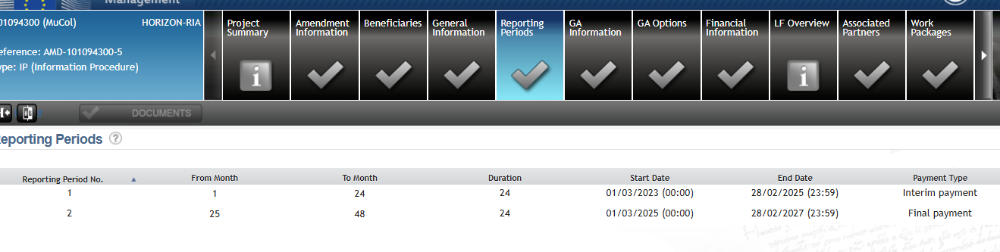 Management
101094300 (MuCol) HORIZON-RIA
Reference: AMD-101094300-5
Type: IP (Information Procedure)
Project Summary
Amendment Information
Beneficiaries
General Information
Reporting Periods
GA Information
GA Options
Financial Information
LF Overview
Associated Partners
Work Packages
DOCUMENTS
Reporting Periods ?
Reporting Period No. From Month To Month Duration Start Date End Date Payment Type
1 1 24 24 01/03/2023 (00:00) 28/02/2025 (23:59) Interim payment
2 25 48 24 01/03/2025 (00:00) 28/02/2027 (23:59) Final payment